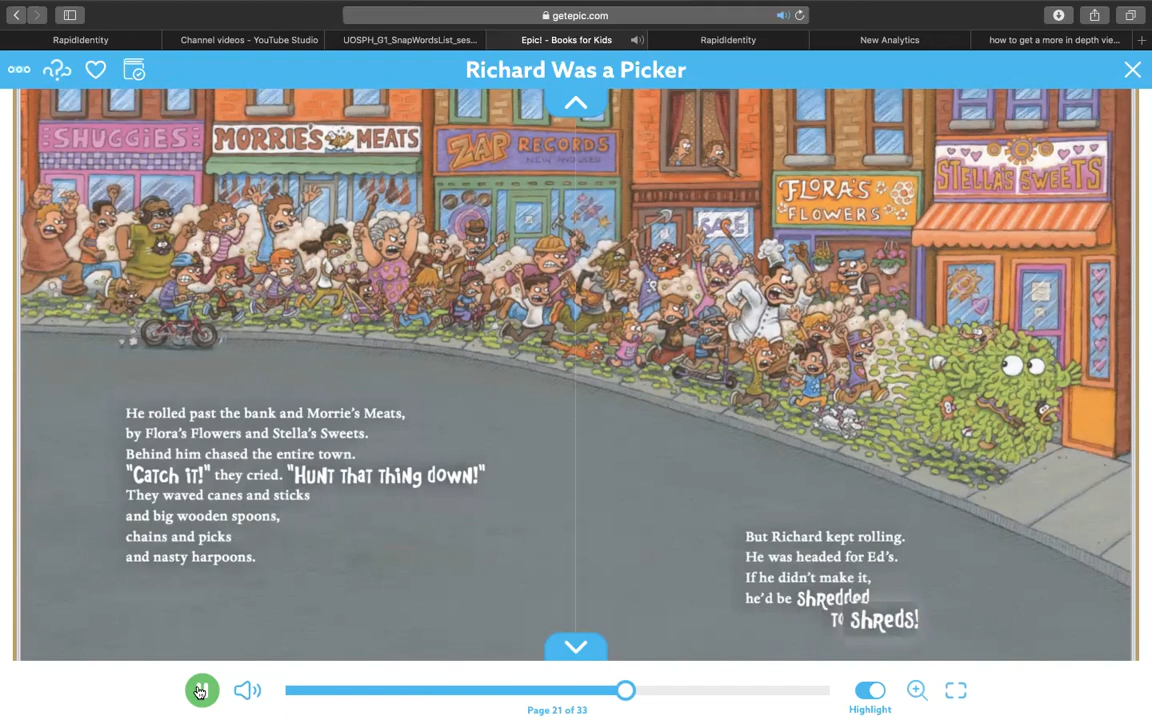 getepic.com
RapidIdentity
Channel videos - YouTube Studio
UOSPH_G1_SnapWordsList_ses...
Epic! - Books for Kids
RapidIdentity
New Analytics
how to get a more in depth vie...
Richard Was a Picker
SHUGGIES
MORRIE'S MEATS
ZAP RECORDS
NEW AND USED
SALE
FLORA'S
FLOWERS
STELLA'S SWEETS
He rolled past the bank and Morrie's Meats,
by Flora's Flowers and Stella's Sweets.
Behind him chased the entire town.
"Catch it!" they cried. "Hunt that thing down!"
They waved canes and sticks
and big wooden spoons,
chains and picks
and nasty harpoons.
But Richard kept rolling.
He was headed for Ed's.
If he didn't make it,
he'd be shredded
to shreds!
Page 21 of 33
Highlight